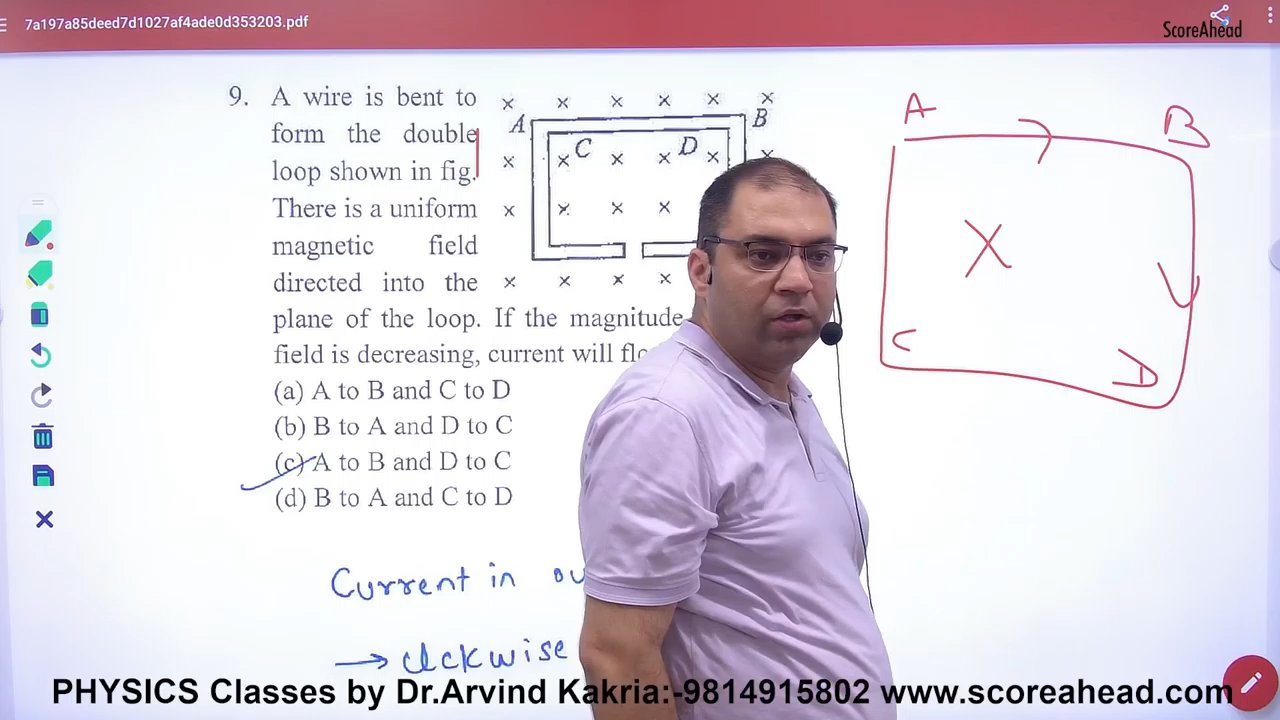 7a197a85deed7d1027af4ade0d353203.pdf
ScoreAhead
9. A wire is bent to
form the double
loop shown in fig.
There is a uniform
magnetic field
directed into the
plane of the loop. If the magnitude
field is decreasing, current will
(a) A to B and C to D
(b) B to A and D to C
(c) A to B and D to C
(d) B to A and C to D
A B
C D
A B
C D
Current in
→ clckwise
PHYSICS Classes by Dr.Arvind Kakria:-9814915802 www.scoreahead.com